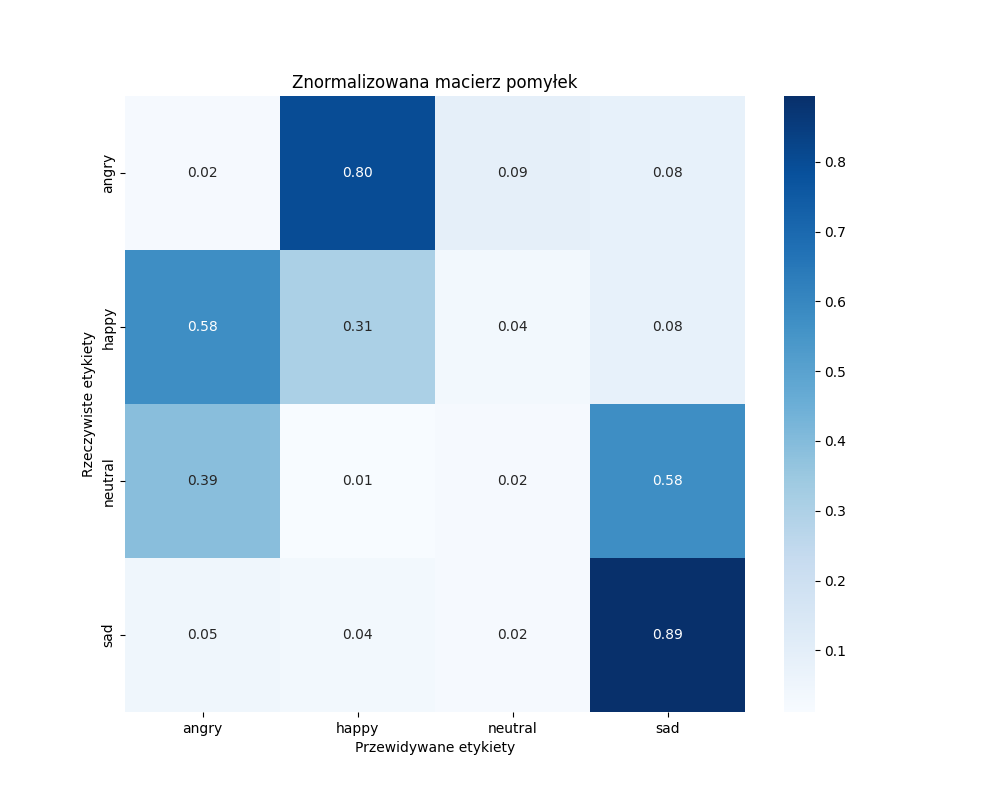 Znormalizowana macierz pomyłek
Rzeczywiste etykiety
angry 0.02 0.80 0.09 0.08
happy 0.58 0.31 0.04 0.08
neutral 0.39 0.01 0.02 0.58
sad 0.05 0.04 0.02 0.89
angry happy neutral sad
Przewidywane etykiety
0.8
0.7
0.6
0.5
0.4
0.3
0.2
0.1